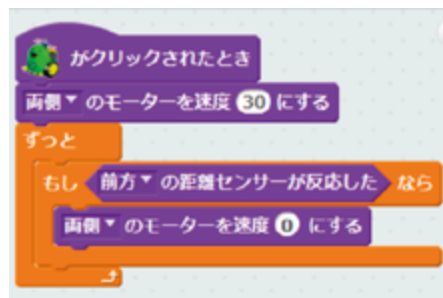 がクリックされたとき
両側▼ のモーターを速度 30 にする
ずっと
もし 前方▼ の距離センサーが反応した なら
両側▼ のモーターを速度 0 にする